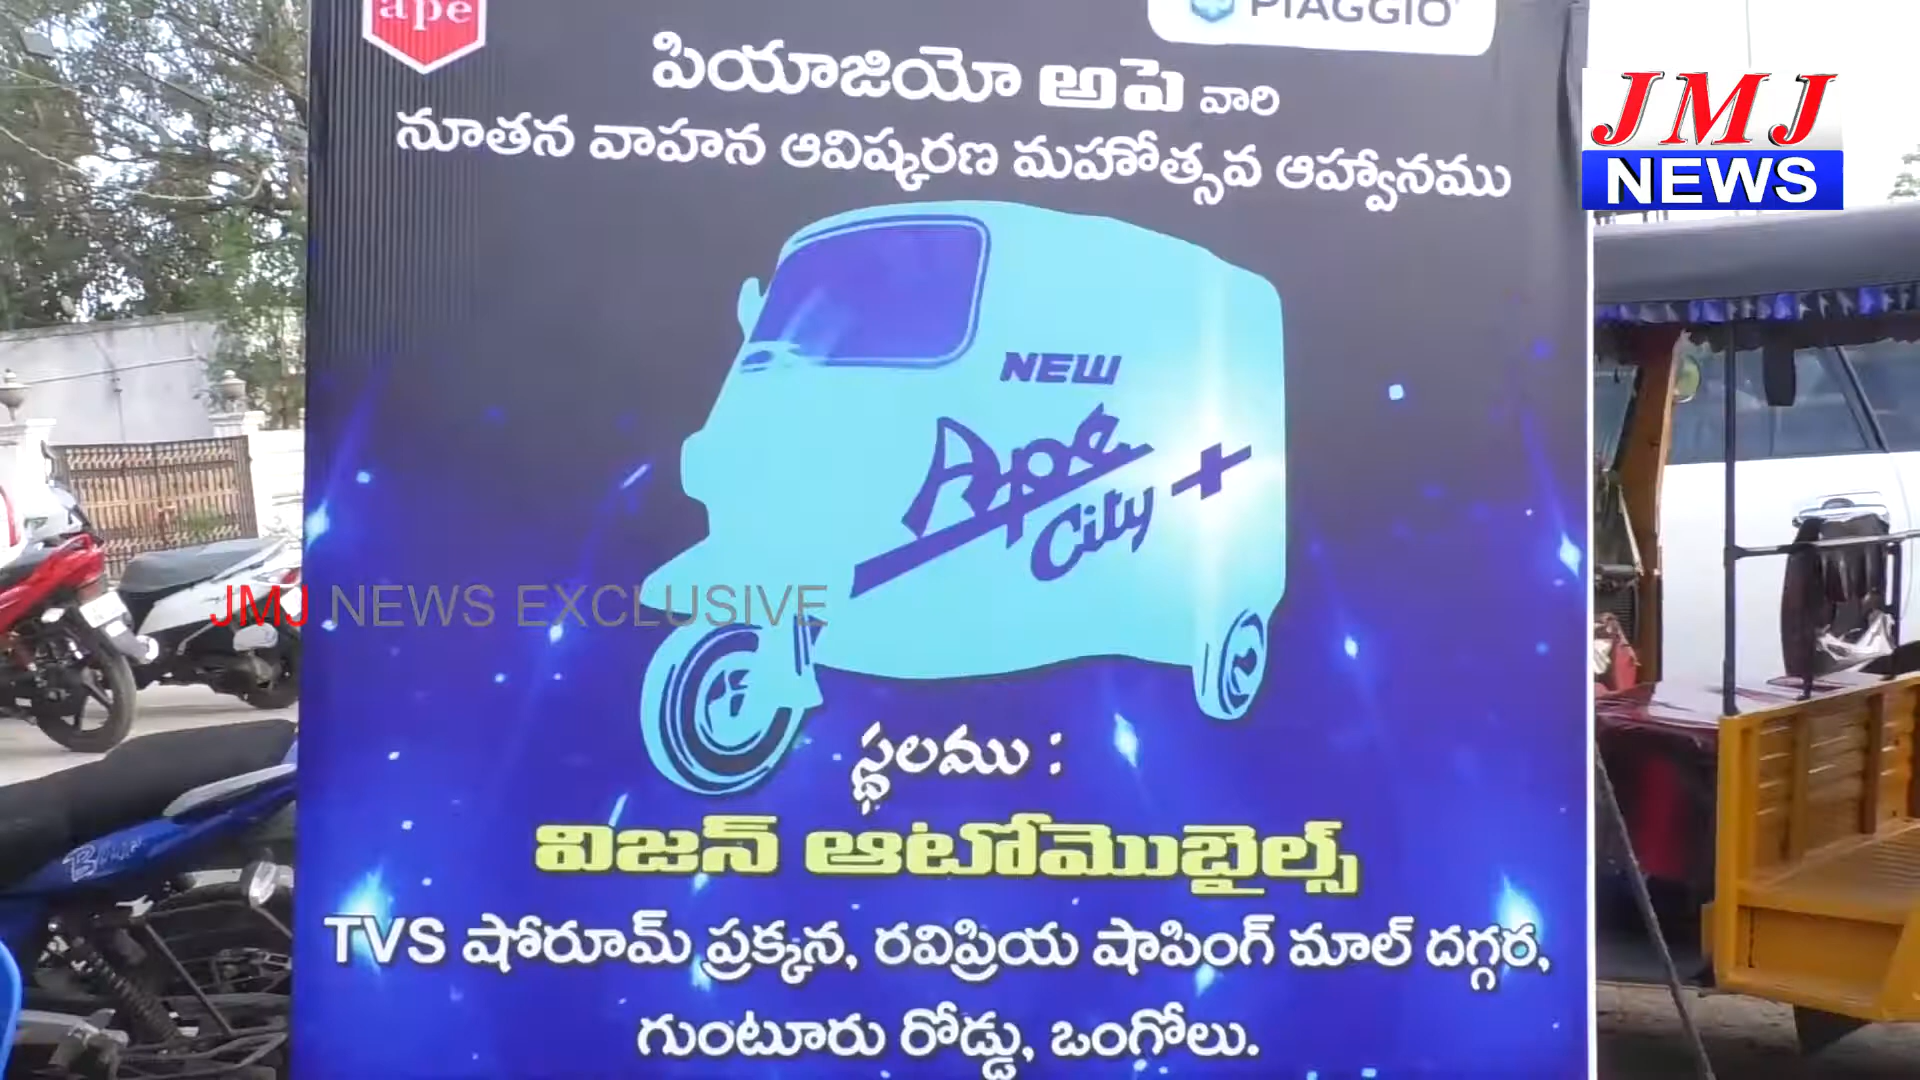 ape
PIAGGIO
పియాజియో అపె వారి
నూతన వాహన ఆవిష్కరణ మహోత్సవ ఆహ్వానము
JMJ
NEWS
NEW
Ape
City +
JMJ NEWS EXCLUSIVE
స్థలము :
విజన్ ఆటోమొబైల్స్
TVS షోరూమ్ ప్రక్కన, రవిప్రియ షాపింగ్ మాల్ దగ్గర,
గుంటూరు రోడ్డు, ఒంగోలు.